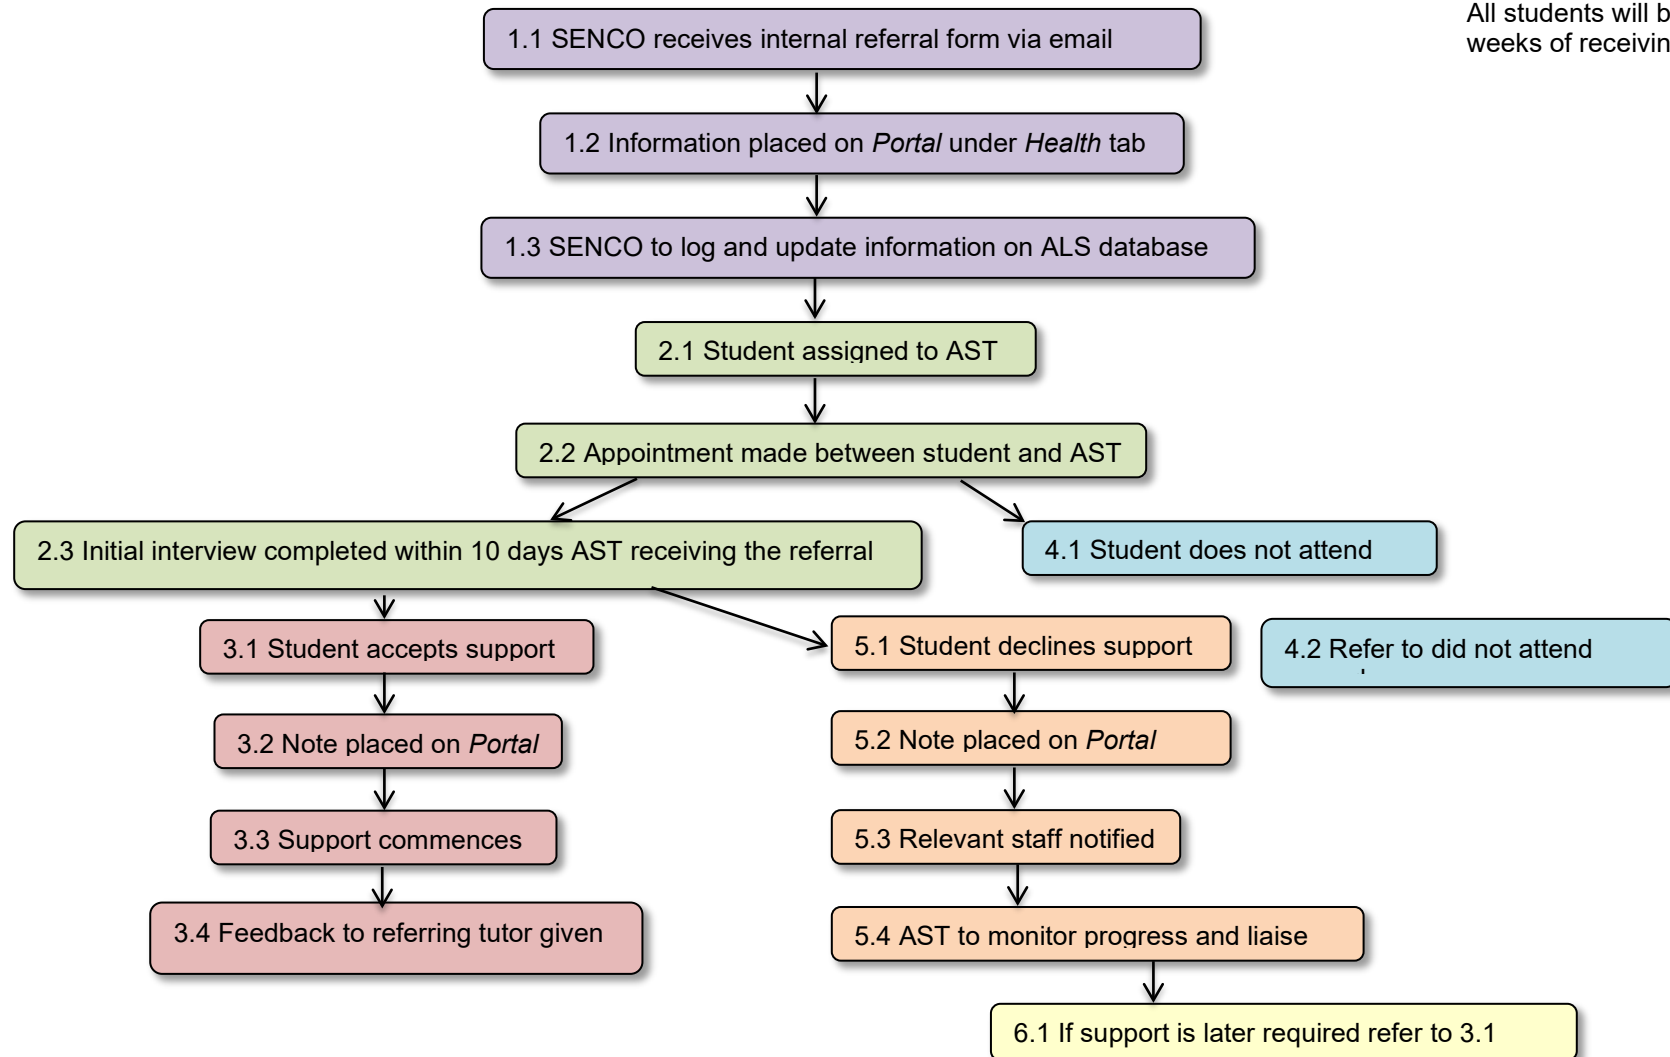 All students will b
weeks of receivin
1.1 SENCO receives internal referral form via email
1.2 Information placed on Portal under Health tab
1.3 SENCO to log and update information on ALS database
2.1 Student assigned to AST
2.2 Appointment made between student and AST
2.3 Initial interview completed within 10 days AST receiving the referral
4.1 Student does not attend
3.1 Student accepts support
5.1 Student declines support
4.2 Refer to did not attend
3.2 Note placed on Portal
5.2 Note placed on Portal
3.3 Support commences
5.3 Relevant staff notified
3.4 Feedback to referring tutor given
5.4 AST to monitor progress and liaise
6.1 If support is later required refer to 3.1